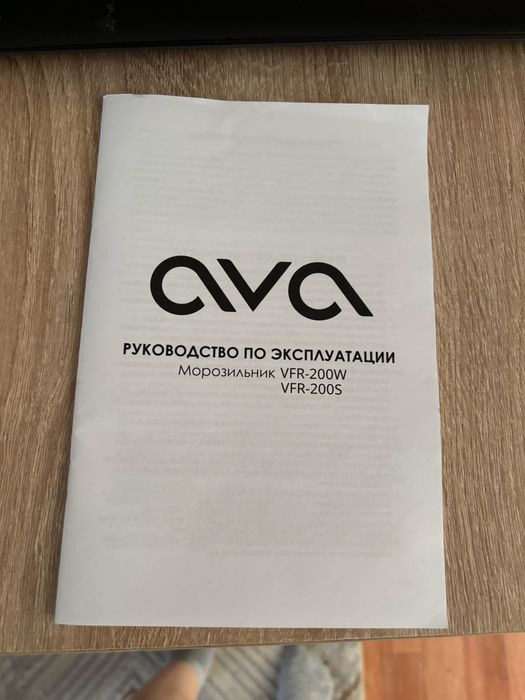 ava
РУКОВОДСТВО ПО ЭКСПЛУАТАЦИИ
Морозильник VFR-200W
VFR-200S